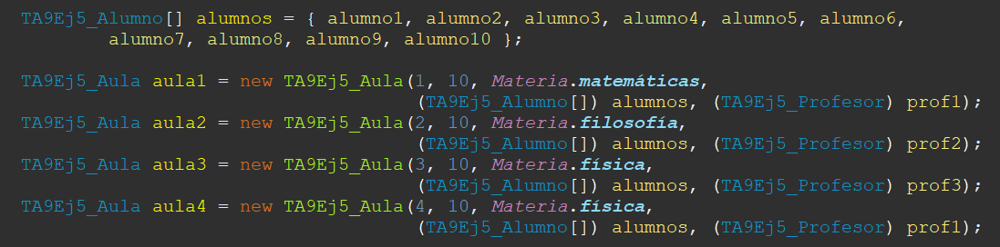 TA9Ej5_Alumno[] alumnos = { alumno1, alumno2, alumno3, alumno4, alumno5, alumno6,
alumno7, alumno8, alumno9, alumno10 };
TA9Ej5_Aula aula1 = new TA9Ej5_Aula(1, 10, Materia.matemáticas,
(TA9Ej5_Alumno[]) alumnos, (TA9Ej5_Profesor) prof1);
TA9Ej5_Aula aula2 = new TA9Ej5_Aula(2, 10, Materia.filosofía,
(TA9Ej5_Alumno[]) alumnos, (TA9Ej5_Profesor) prof2);
TA9Ej5_Aula aula3 = new TA9Ej5_Aula(3, 10, Materia.física,
(TA9Ej5_Alumno[]) alumnos, (TA9Ej5_Profesor) prof3);
TA9Ej5_Aula aula4 = new TA9Ej5_Aula(4, 10, Materia.física,
(TA9Ej5_Alumno[]) alumnos, (TA9Ej5_Profesor) prof1);